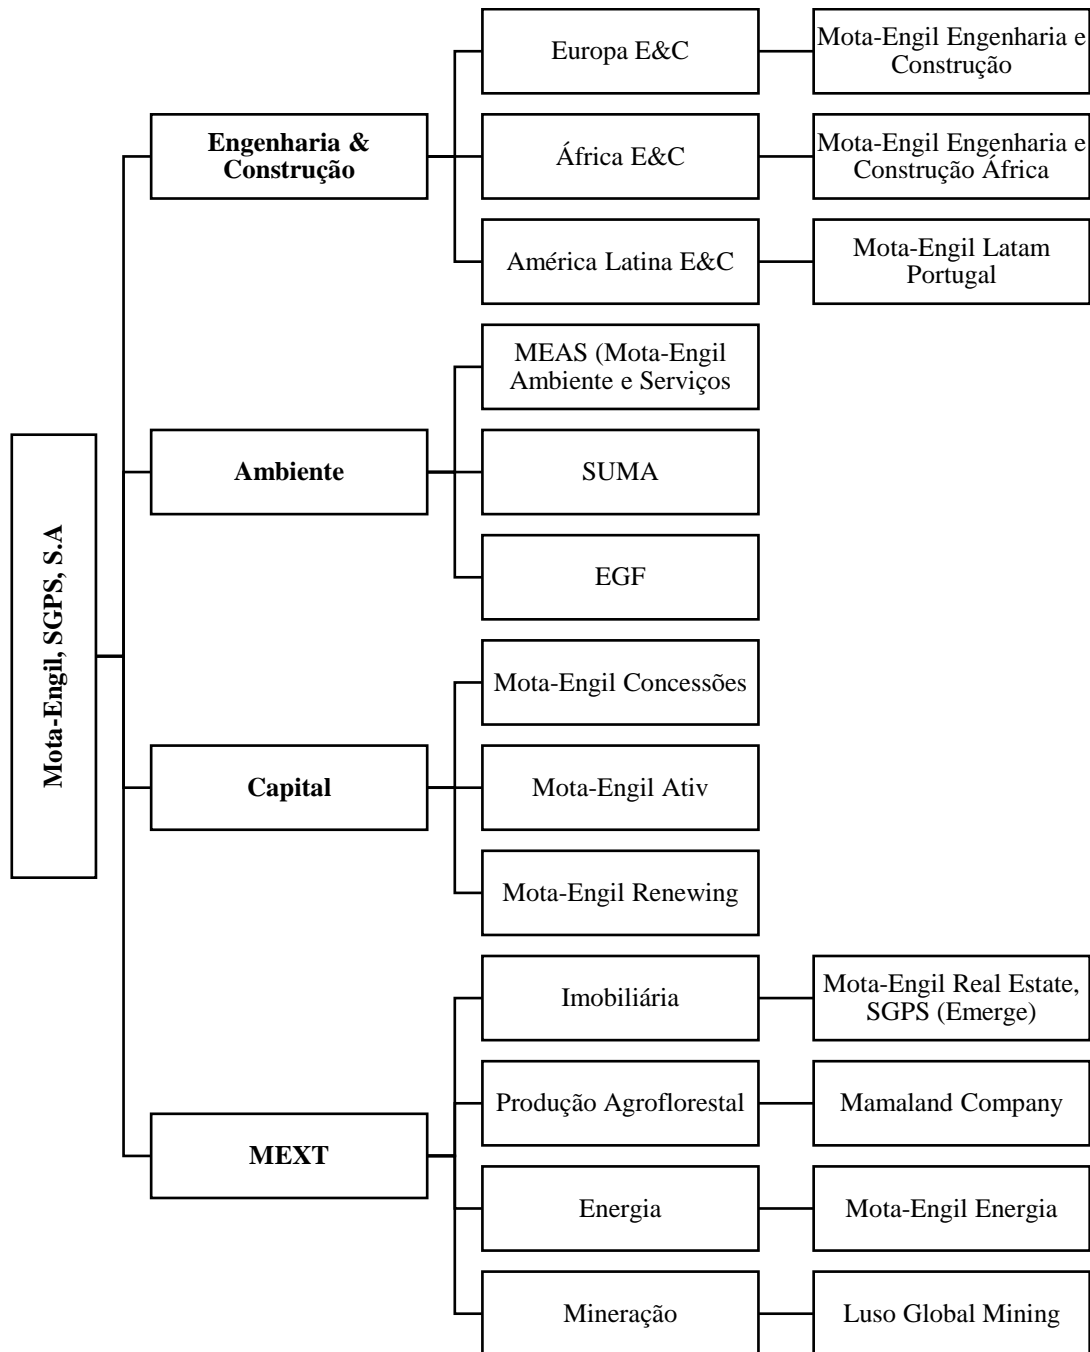 Mota-Engil, SGPS, S.A
Engenharia &
Construção
Europa E&C
Mota-Engil Engenharia e
Construção
África E&C
Mota-Engil Engenharia e
Construção África
América Latina E&C
Mota-Engil Latam
Portugal
Ambiente
MEAS (Mota-Engil
Ambiente e Serviços
SUMA
EGF
Capital
Mota-Engil Concessões
Mota-Engil Ativ
Mota-Engil Renewing
MEXT
Imobiliária
Mota-Engil Real Estate,
SGPS (Emerge)
Produção Agroflorestal
Mamaland Company
Energia
Mota-Engil Energia
Mineração
Luso Global Mining